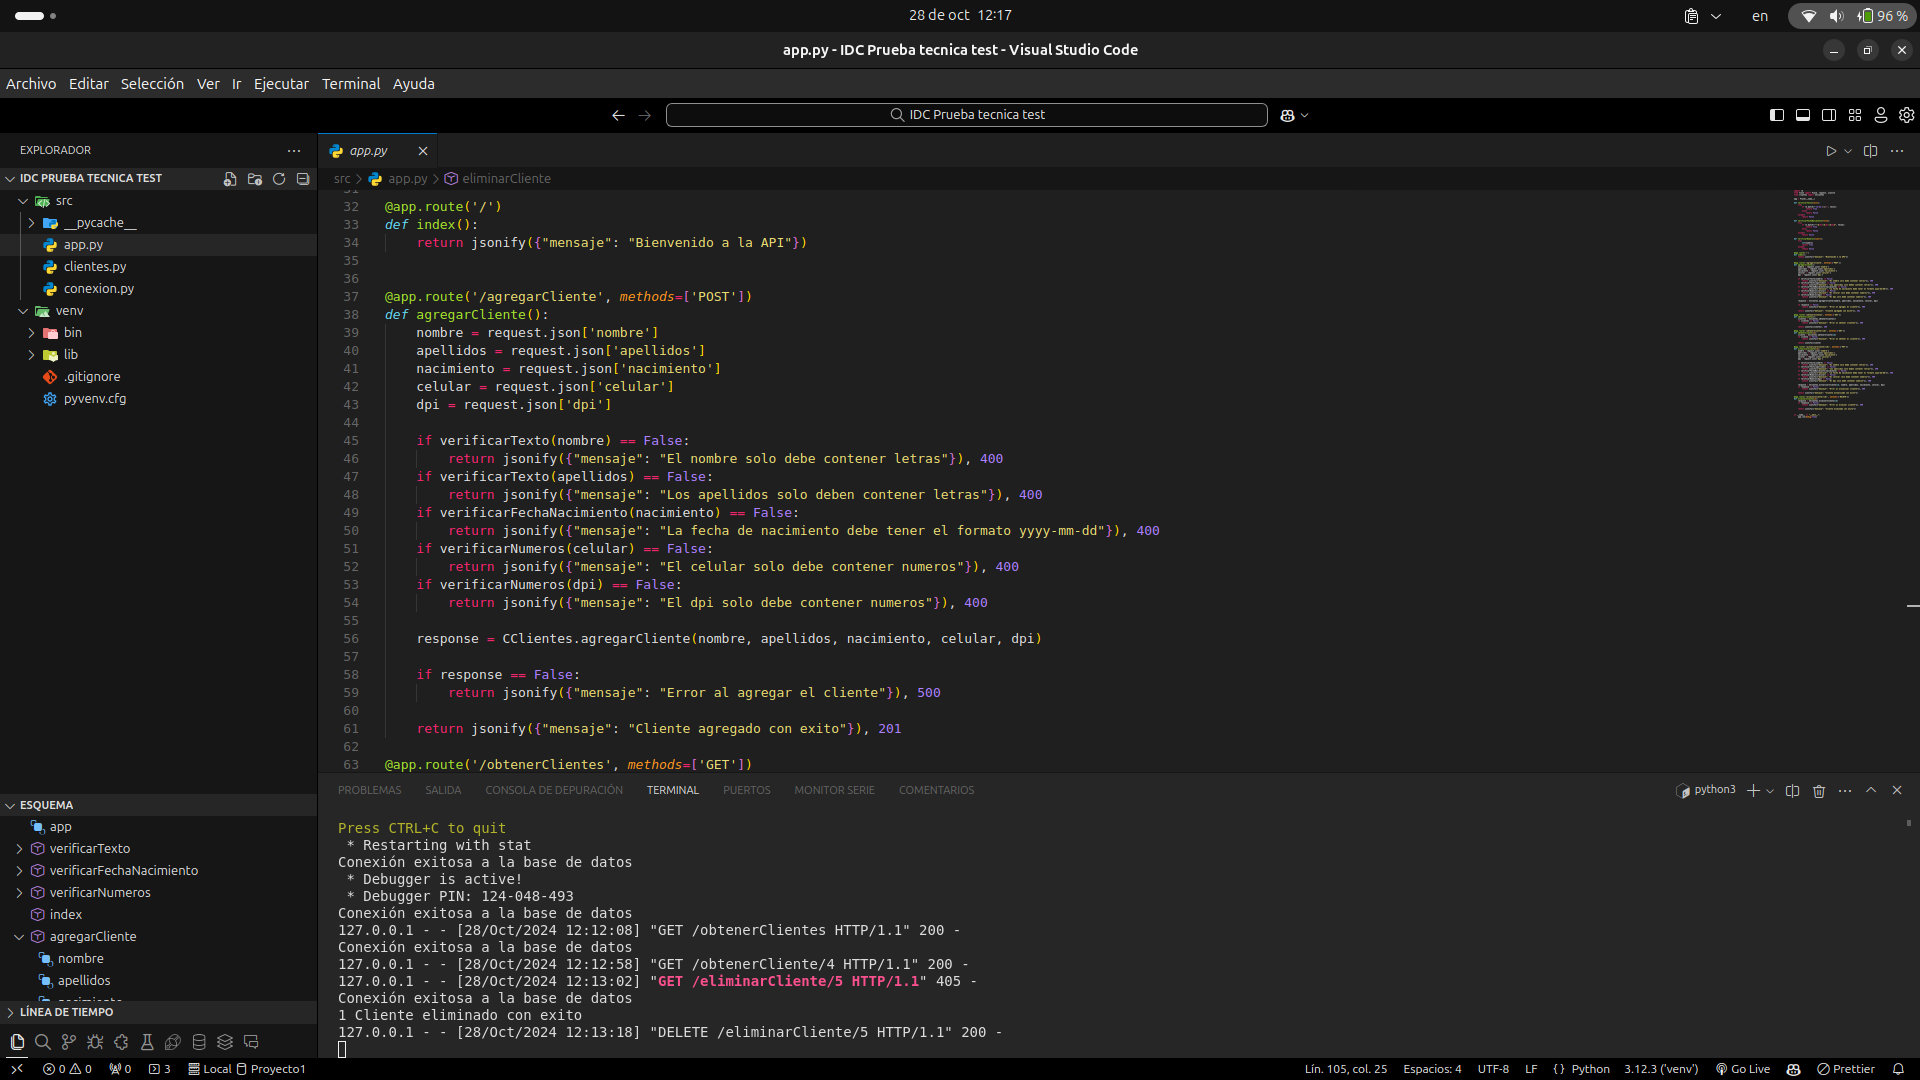 28 de oct 12:17
en
96 %
app.py - IDC Prueba tecnica test - Visual Studio Code
Archivo Editar Selección Ver Ir Ejecutar Terminal Ayuda
IDC Prueba tecnica test
EXPLORADOR
IDC PRUEBA TECNICA TEST
src
__pycache__
app.py
clientes.py
conexion.py
venv
bin
lib
.gitignore
pyvenv.cfg
ESQUEMA
app
verificarTexto
verificarFechaNacimiento
verificarNumeros
index
agregarCliente
nombre
apellidos
LÍNEA DE TIEMPO
app.py
src > app.py > eliminarCliente
31
32 @app.route('/')
33 def index():
34 return jsonify({"mensaje": "Bienvenido a la API"})
35
36
37 @app.route('/agregarCliente', methods=['POST'])
38 def agregarCliente():
39 nombre = request.json['nombre']
40 apellidos = request.json['apellidos']
41 nacimiento = request.json['nacimiento']
42 celular = request.json['celular']
43 dpi = request.json['dpi']
44
45 if verificarTexto(nombre) == False:
46 return jsonify({"mensaje": "El nombre solo debe contener letras"}), 400
47 if verificarTexto(apellidos) == False:
48 return jsonify({"mensaje": "Los apellidos solo deben contener letras"}), 400
49 if verificarFechaNacimiento(nacimiento) == False:
50 return jsonify({"mensaje": "La fecha de nacimiento debe tener el formato yyyy-mm-dd"}), 400
51 if verificarNumeros(celular) == False:
52 return jsonify({"mensaje": "El celular solo debe contener numeros"}), 400
53 if verificarNumeros(dpi) == False:
54 return jsonify({"mensaje": "El dpi solo debe contener numeros"}), 400
55
56 response = CClientes.agregarCliente(nombre, apellidos, nacimiento, celular, dpi)
57
58 if response == False:
59 return jsonify({"mensaje": "Error al agregar el cliente"}), 500
60
61 return jsonify({"mensaje": "Cliente agregado con exito"}), 201
62
63 @app.route('/obtenerClientes', methods=['GET'])
PROBLEMAS SALIDA CONSOLA DE DEPURACIÓN TERMINAL PUERTOS MONITOR SERIE COMENTARIOS
python3
Press CTRL+C to quit
* Restarting with stat
Conexión exitosa a la base de datos
* Debugger is active!
* Debugger PIN: 124-048-493
Conexión exitosa a la base de datos
127.0.0.1 - - [28/Oct/2024 12:12:08] "GET /obtenerClientes HTTP/1.1" 200 -
Conexión exitosa a la base de datos
127.0.0.1 - - [28/Oct/2024 12:12:58] "GET /obtenerCliente/4 HTTP/1.1" 200 -
127.0.0.1 - - [28/Oct/2024 12:13:02] "GET /eliminarCliente/5 HTTP/1.1" 405 -
Conexión exitosa a la base de datos
1 Cliente eliminado con exito
127.0.0.1 - - [28/Oct/2024 12:13:18] "DELETE /eliminarCliente/5 HTTP/1.1" 200 -
0 0 0 3 Local Proyecto1
Lín. 105, col. 25 Espacios: 4 UTF-8 LF {} Python 3.12.3 ('venv') Go Live Prettier